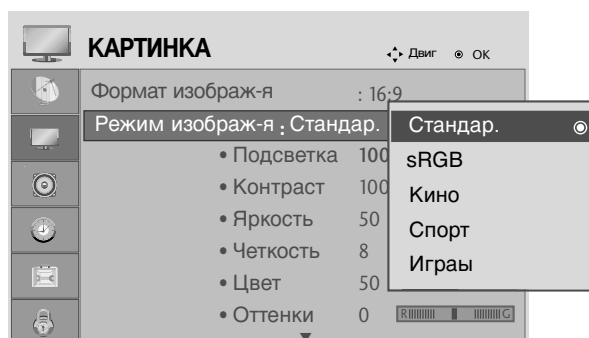 КАРТИНКА Двиг OK
Формат изображ-я : 16:9
Режим изображ-я : Стандар. Стандар.
• Подсветка 100 sRGB
• Контраст 100 Кино
• Яркость 50 Спорт
• Четкость 8 Играы
• Цвет 50
• Оттенки 0 R G